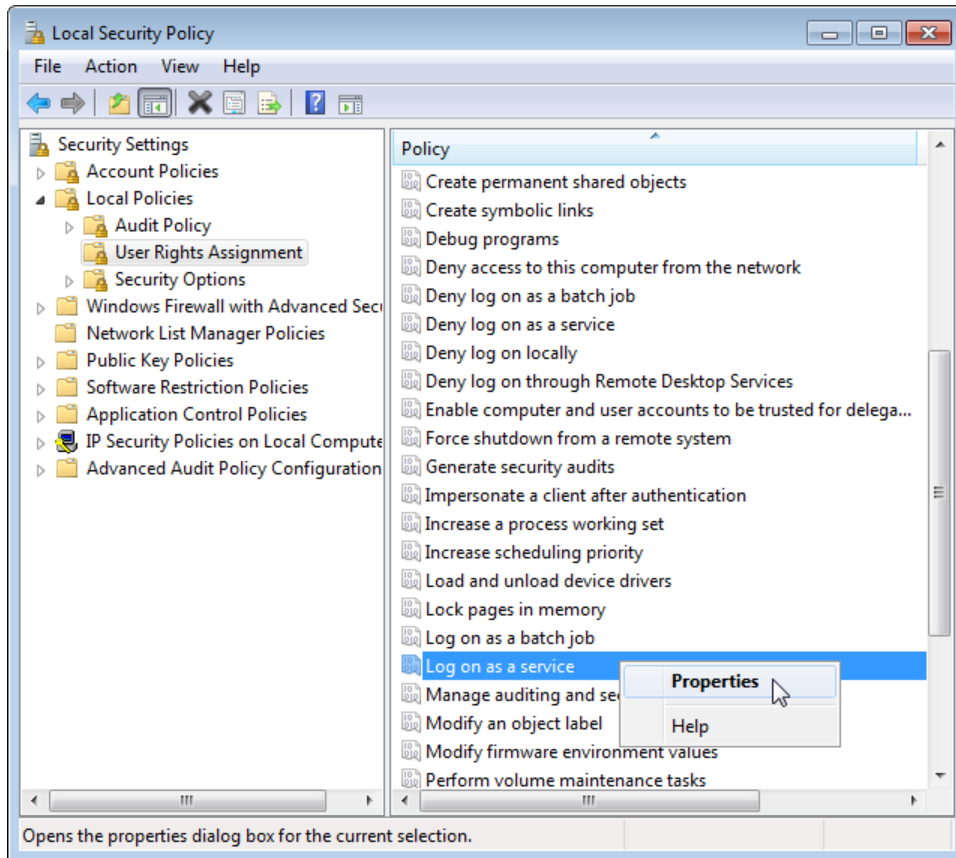 Local Security Policy
File Action View Help
Security Settings
Account Policies
Local Policies
Audit Policy
User Rights Assignment
Security Options
Windows Firewall with Advanced Secu
Network List Manager Policies
Public Key Policies
Software Restriction Policies
Application Control Policies
IP Security Policies on Local Compute
Advanced Audit Policy Configuration
Policy
Create permanent shared objects
Create symbolic links
Debug programs
Deny access to this computer from the network
Deny log on as a batch job
Deny log on as a service
Deny log on locally
Deny log on through Remote Desktop Services
Enable computer and user accounts to be trusted for delega...
Force shutdown from a remote system
Generate security audits
Impersonate a client after authentication
Increase a process working set
Increase scheduling priority
Load and unload device drivers
Lock pages in memory
Log on as a batch job
Log on as a service
Properties
Manage auditing and se
Modify an object label
Help
Modify firmware environment values
Perform volume maintenance tasks
Opens the properties dialog box for the current selection.